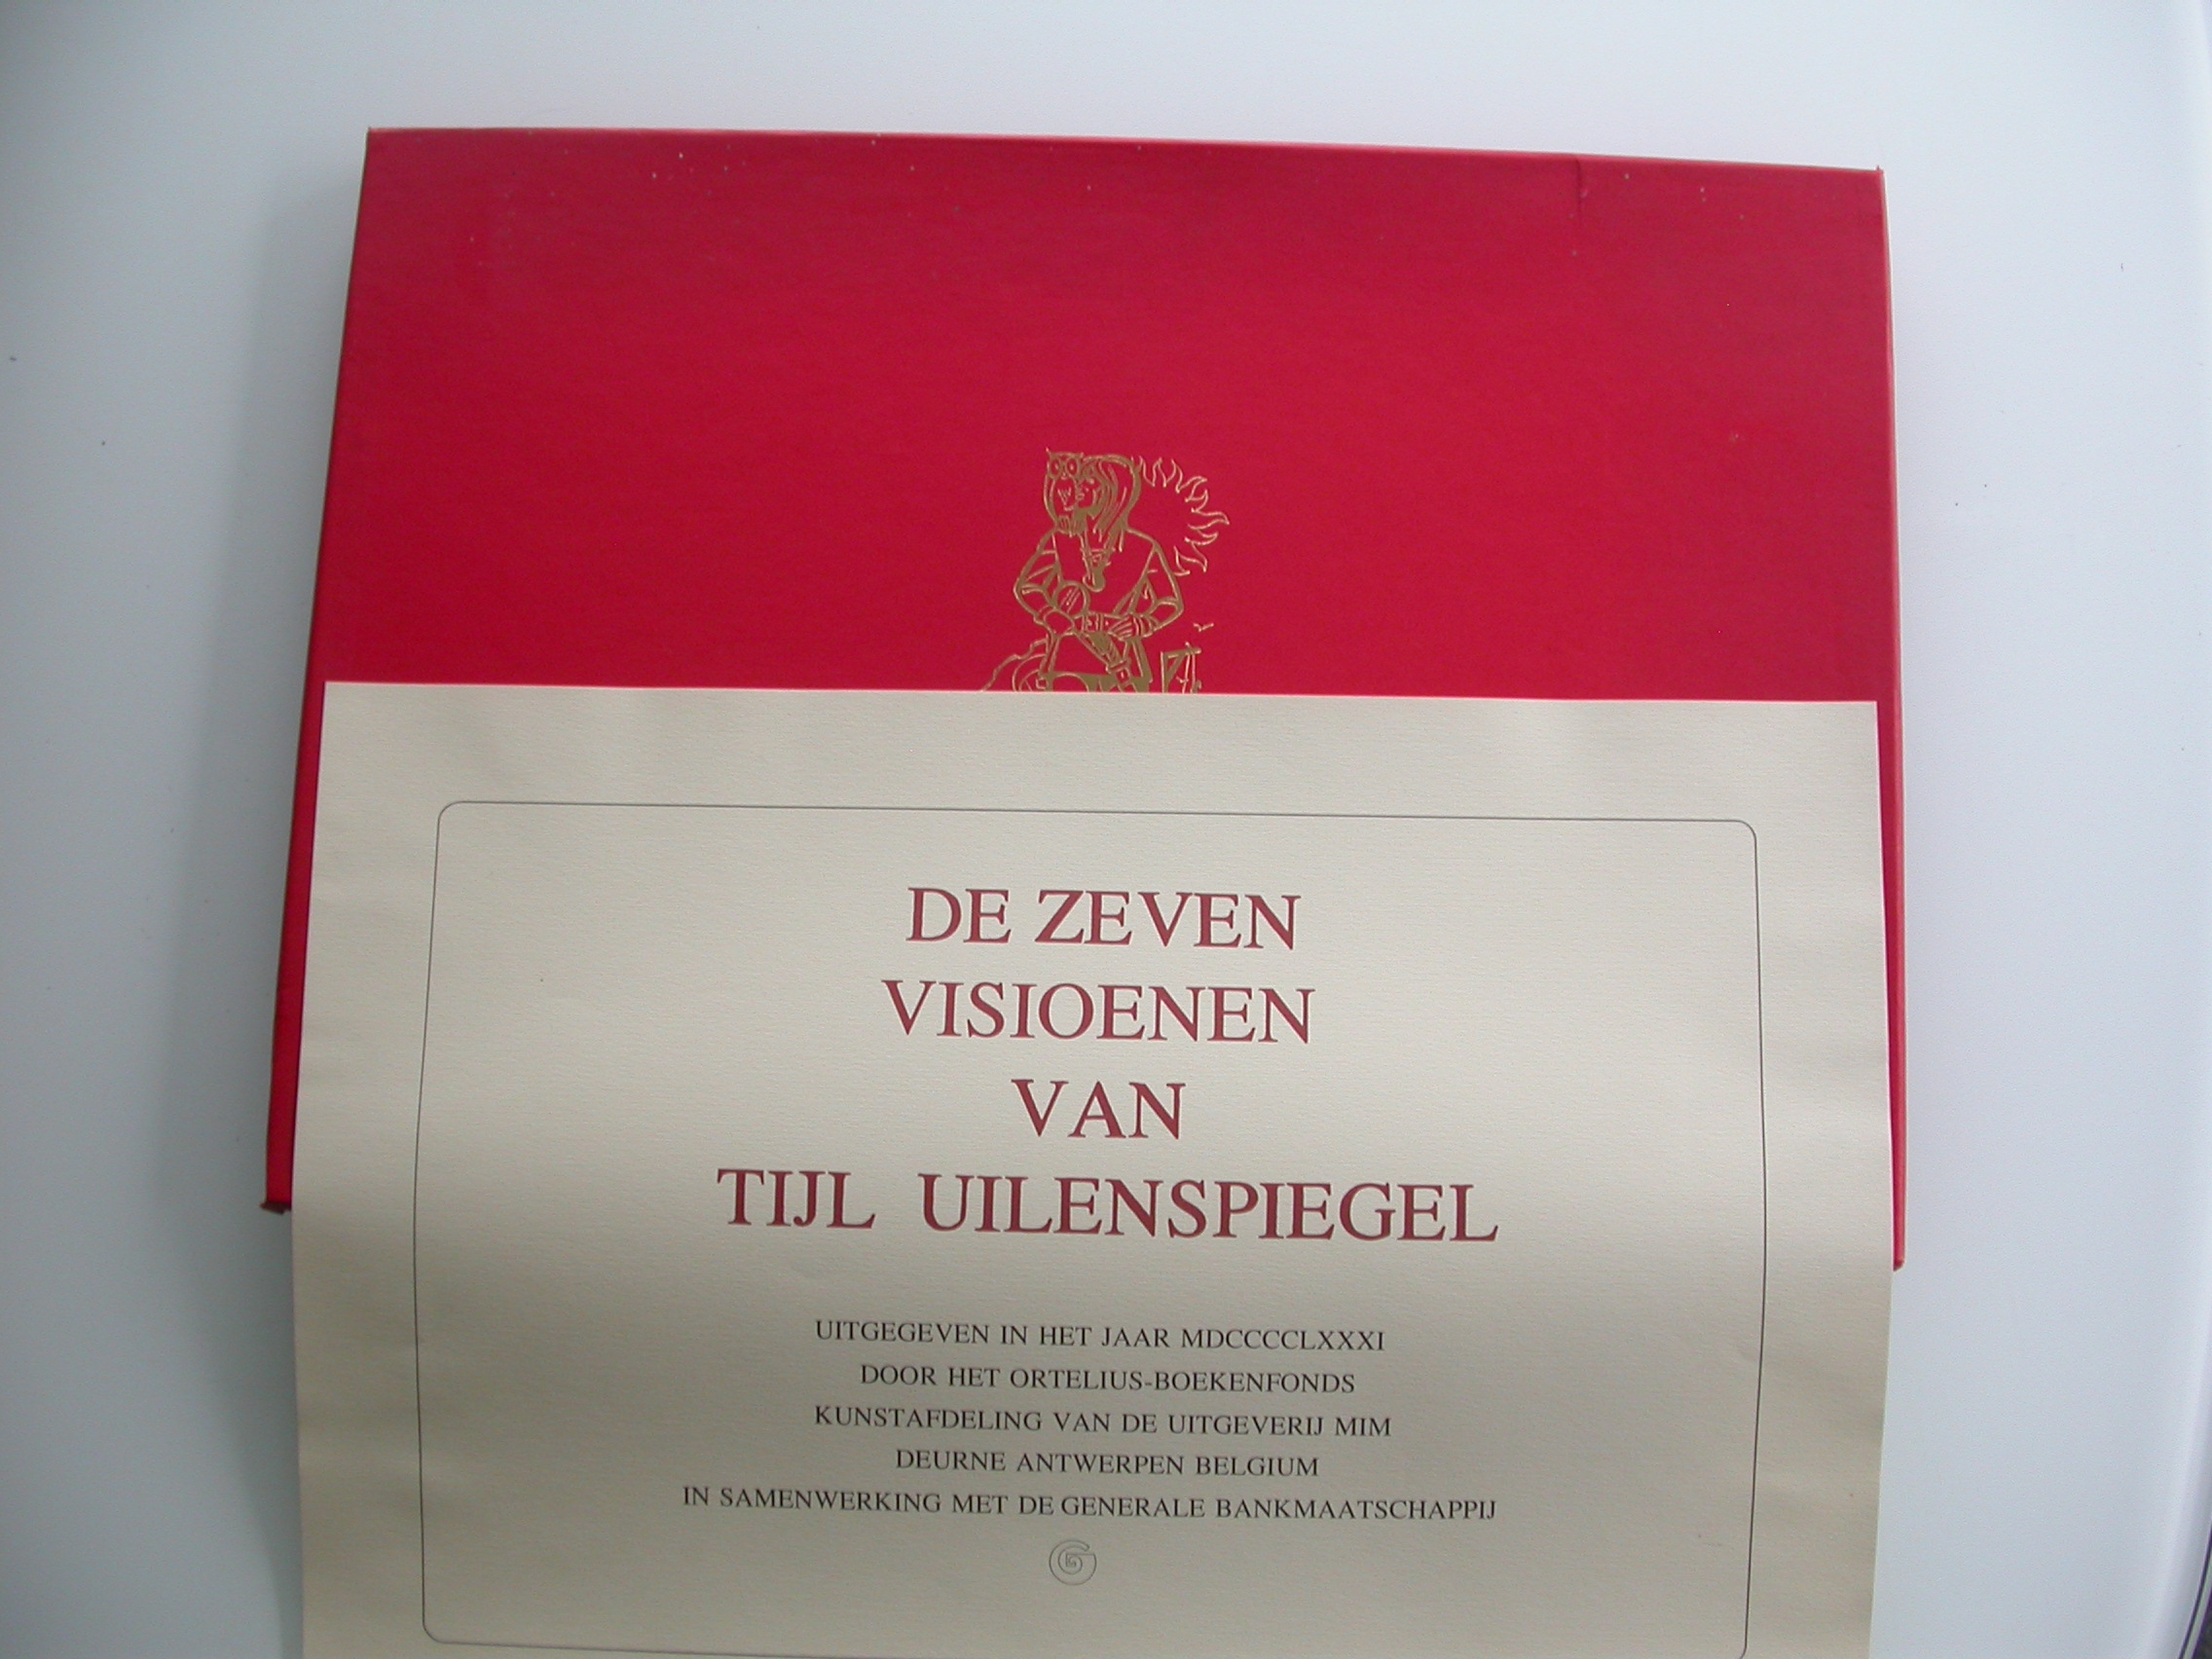 DE ZEVEN
VISIOENEN
VAN
TIJL UILENSPIEGEL
UITGEGEVEN IN HET JAAR MDCCCCLXXXI
DOOR HET ORTELIUS-BOEKENFONDS
KUNSTAFDELING VAN DE UITGEVERIJ MIM
DEURNE ANTWERPEN BELGIUM
IN SAMENWERKING MET DE GENERALE BANKMAATSCHAPPIJ